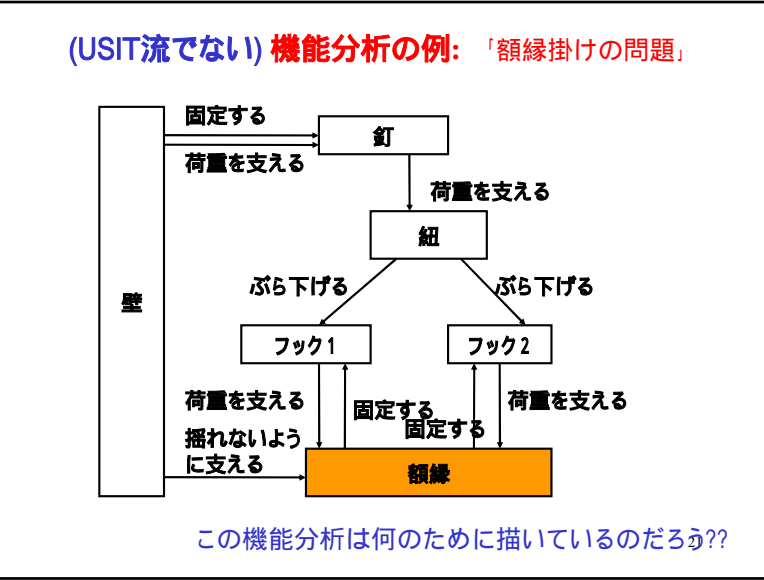 (USIT流でない) 機能分析の例: 「額縁掛けの問題」
固定する
釘
荷重を支える
荷重を支える
紐
ぶら下げる
ぶら下げる
壁
フック1
フック2
荷重を支える
固定する
荷重を支える
固定する
揺れないよう
に支える
額縁
この機能分析は何のために描いているのだろう??
21